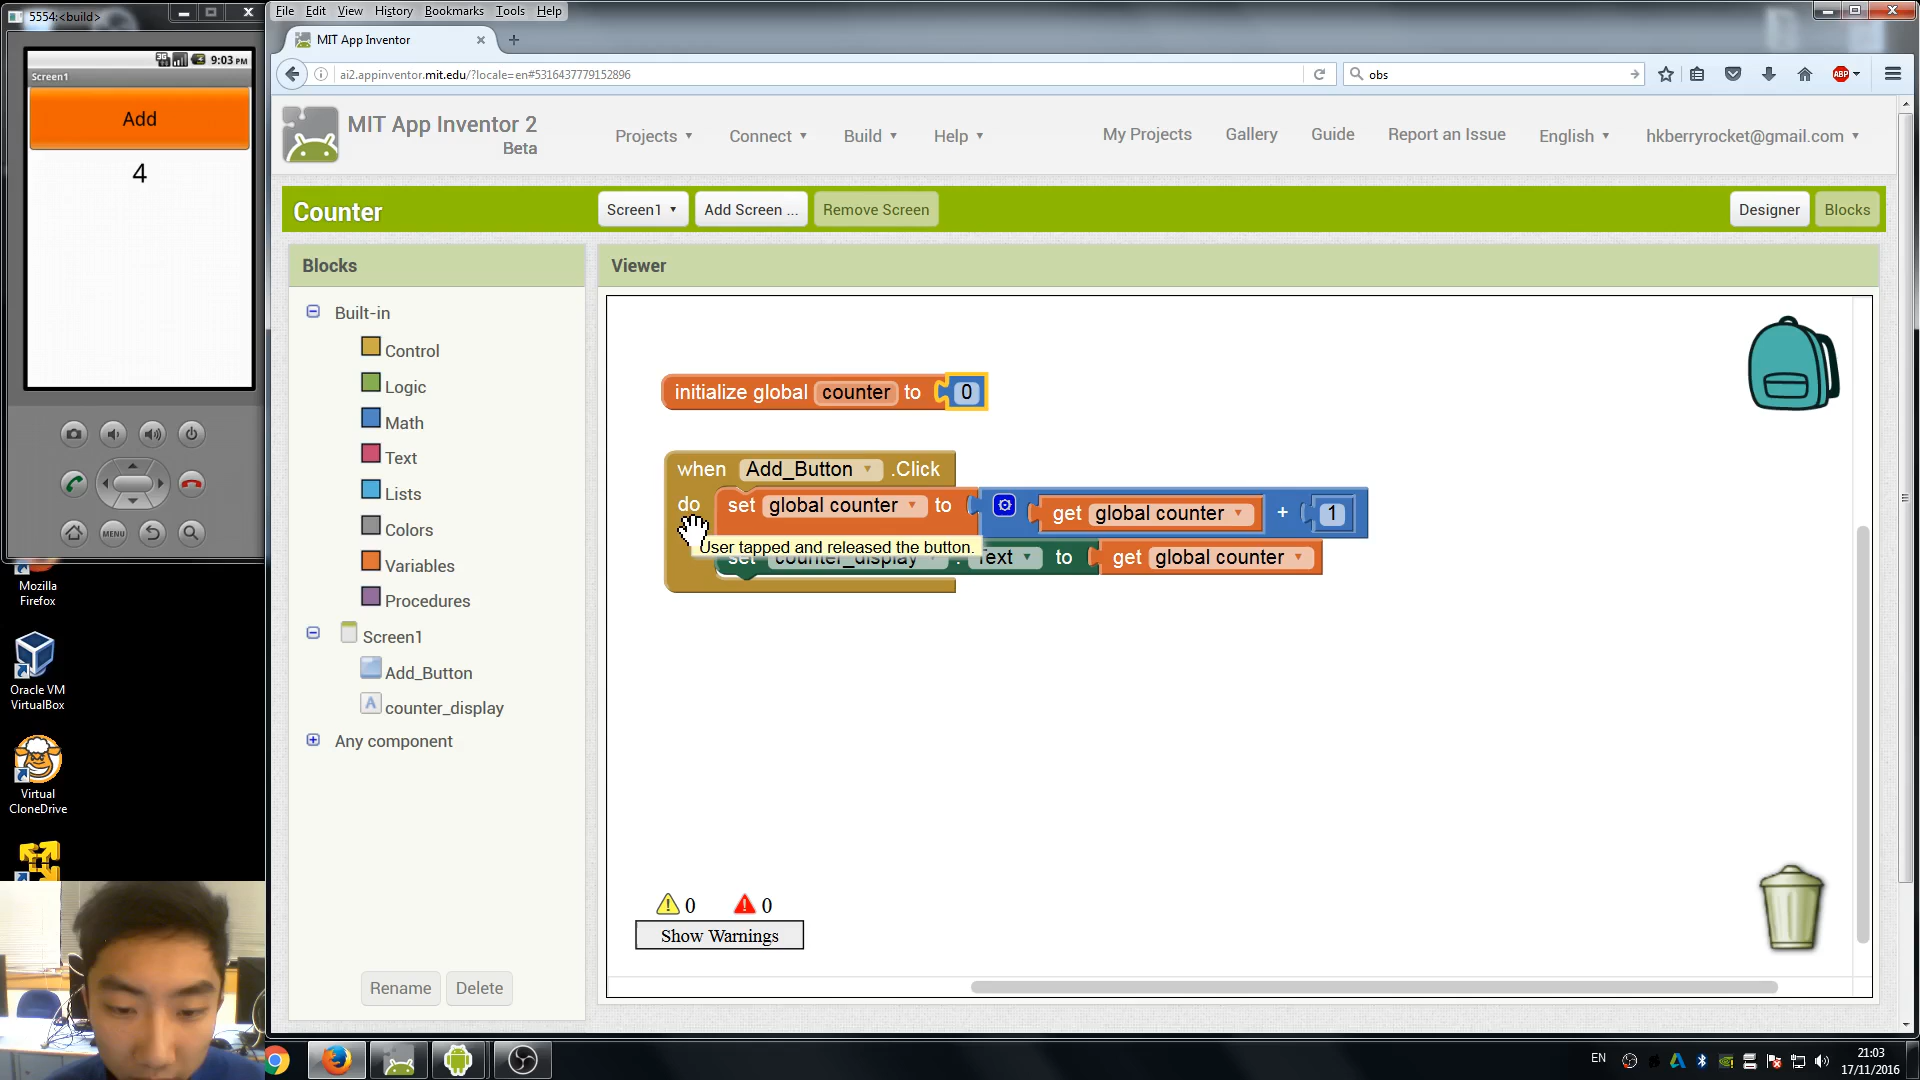 5554:<build>
3G 9:03 PM
Screen1
Add
4
MENU
Mozilla
Firefox
Oracle VM
VirtualBox
Virtual
CloneDrive
File Edit View History Bookmarks Tools Help
MIT App Inventor
ai2.appinventor.mit.edu/?locale=en#5316437779152896
obs
ABP
MIT App Inventor 2
Beta
Projects Connect Build Help My Projects Gallery Guide Report an Issue English hkberryrocket@gmail.com
Counter Screen1 Add Screen ... Remove Screen Designer Blocks
Blocks
Built-in
Control
Logic
Math
Text
Lists
Colors
Variables
Procedures
Screen1
Add_Button
A counter_display
Any component
Rename Delete
Viewer
initialize global counter to 0
when Add_Button .Click
do set global counter to get global counter + 1
User tapped and released the button.
set counter_display . Text to get global counter
0 0
Show Warnings
EN
21:03
17/11/2016